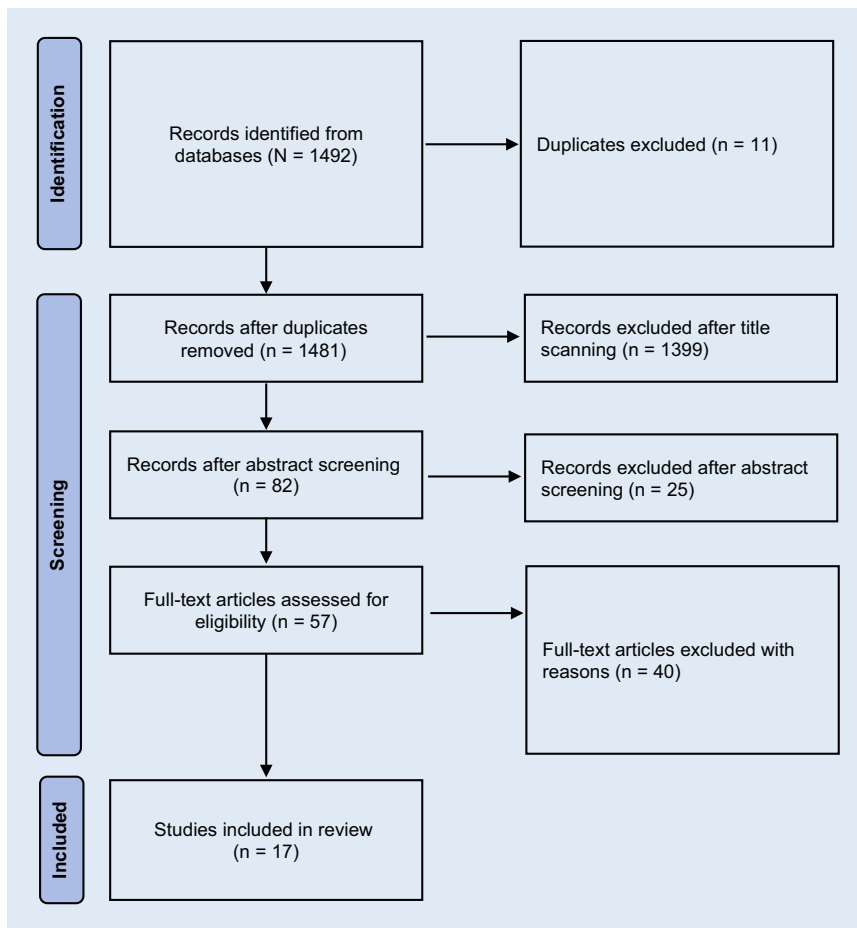 Identification
Records identified from
databases (N = 1492)
Duplicates excluded (n = 11)
Screening
Records after duplicates
removed (n = 1481)
Records excluded after title
scanning (n = 1399)
Records after abstract screening
(n = 82)
Records excluded after abstract
screening (n = 25)
Full-text articles assessed for
eligibility (n = 57)
Full-text articles excluded with
reasons (n = 40)
Included
Studies included in review
(n = 17)